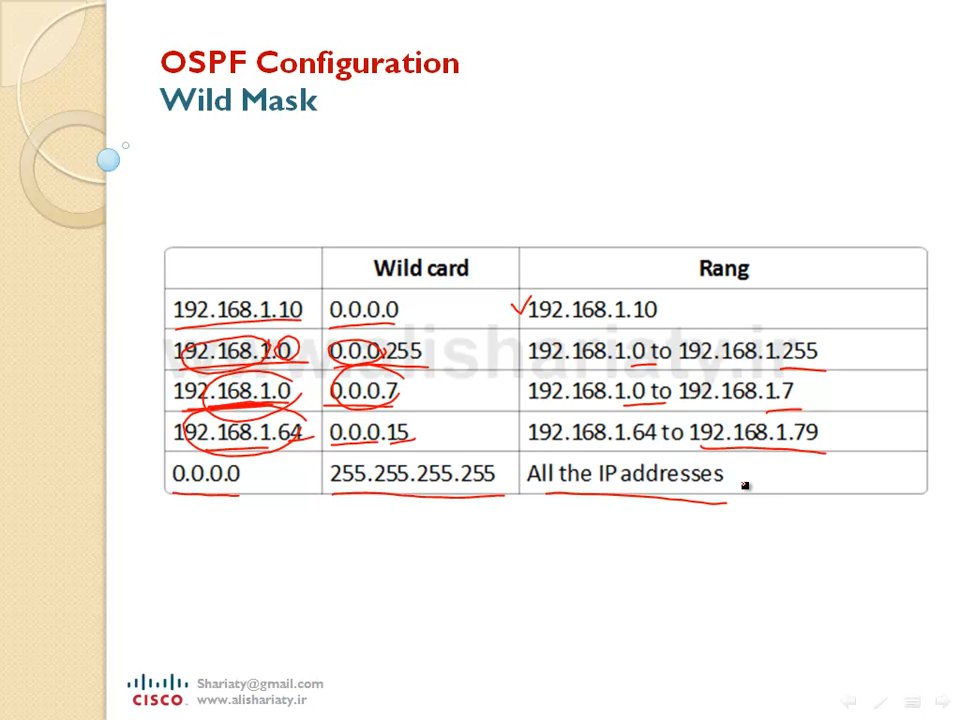 OSPF Configuration
Wild Mask
Wild card Rang
192.168.1.10 0.0.0.0 192.168.1.10
192.168.1.0 0.0.0.255 192.168.1.0 to 192.168.1.255
192.168.1.0 0.0.0.7 192.168.1.0 to 192.168.1.7
192.168.1.64 0.0.0.15 192.168.1.64 to 192.168.1.79
0.0.0.0 255.255.255.255 All the IP addresses
www.alishariaty.ir
CISCO Shariaty@gmail.com
www.alishariaty.ir